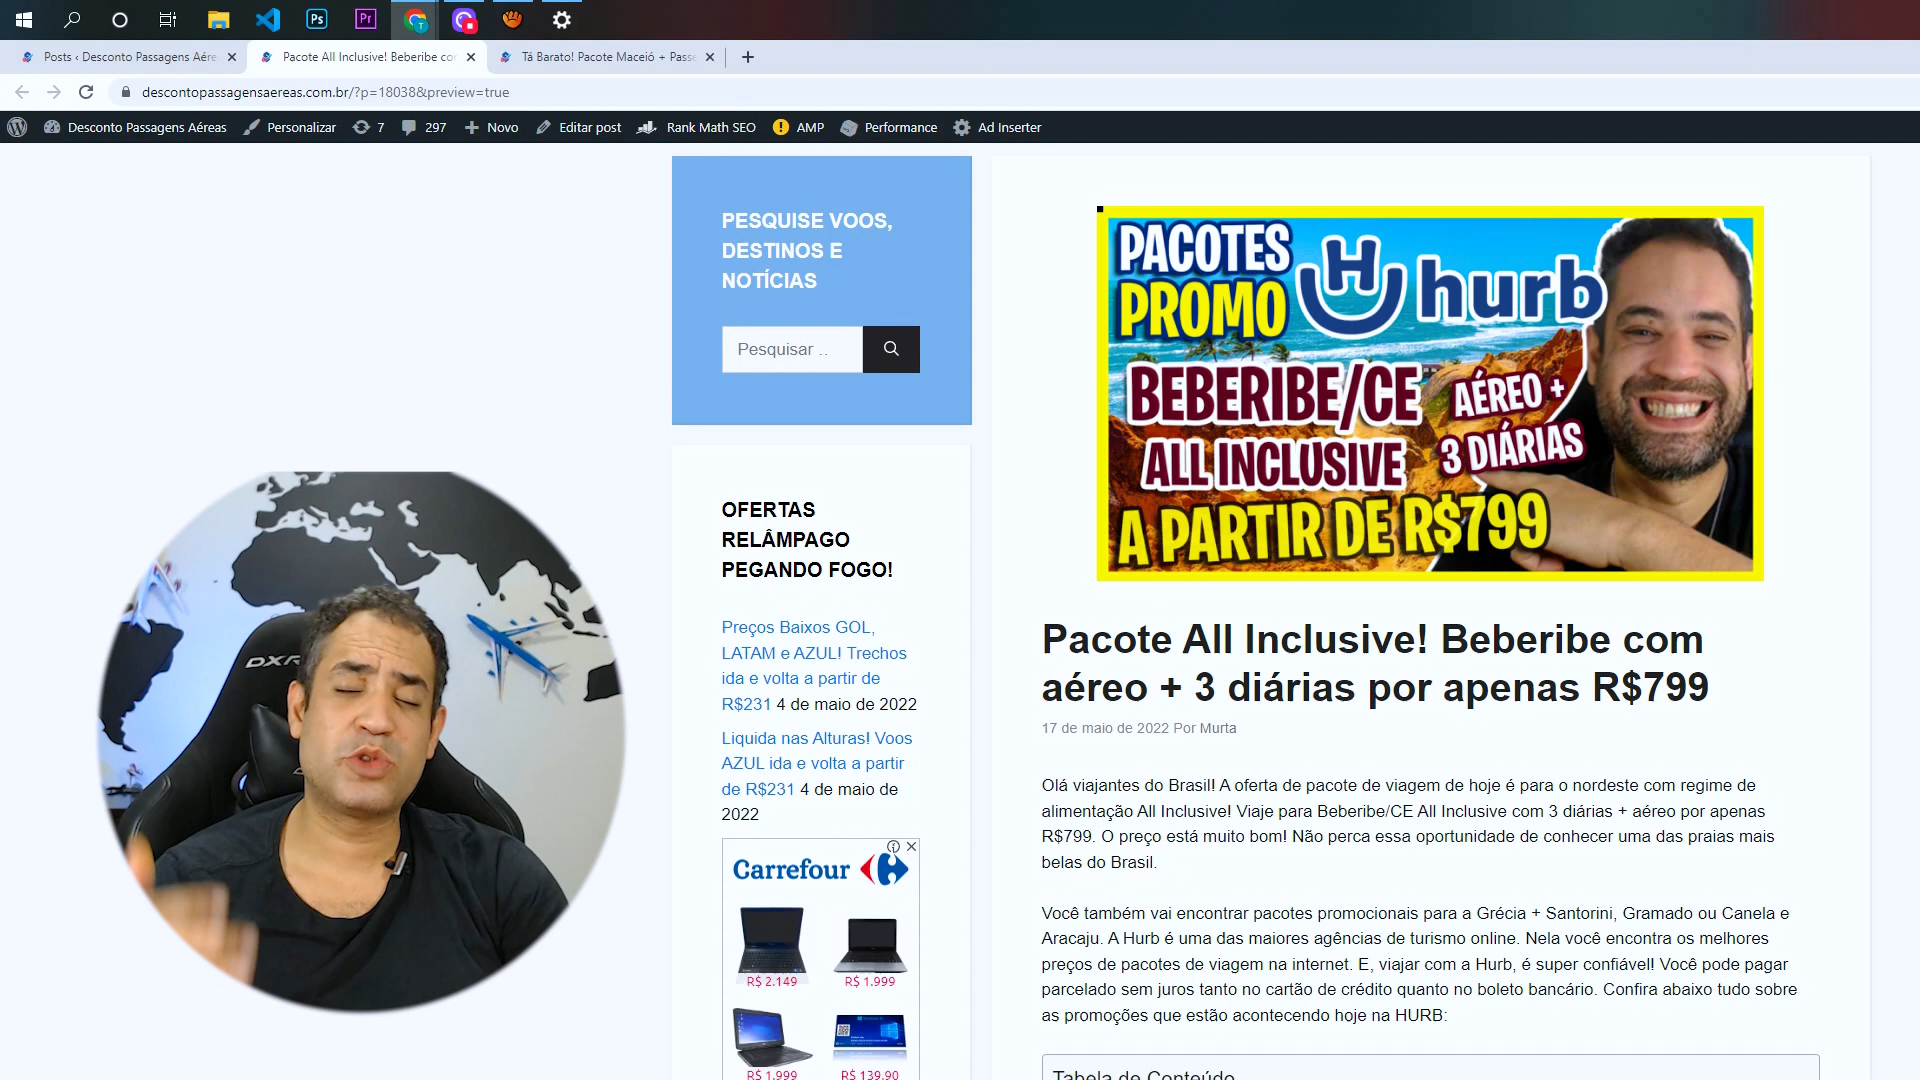 Ps
Pr
T
Posts ‹ Desconto Passagens Aére
Pacote All Inclusive! Beberibe cor
Tá Barato! Pacote Maceió + Passe
descontopassagensaereas.com.br/?p=18038&preview=true
Desconto Passagens Aéreas
Personalizar
7
297
Novo
Editar post
Rank Math SEO
AMP
Performance
Ad Inserter
PESQUISE VOOS,
DESTINOS E
NOTÍCIAS
Pesquisar ..
OFERTAS
RELÂMPAGO
PEGANDO FOGO!
Preços Baixos GOL,
LATAM e AZUL! Trechos
ida e volta a partir de
R$231 4 de maio de 2022
Liquida nas Alturas! Voos
AZUL ida e volta a partir
de R$231 4 de maio de
2022
Carrefour
R$ 2.149
R$ 1.999
R$ 1.999
R$ 139,90
DXR
PACOTES
PROMO
H hurb
BEBERIBE/CE
ALL INCLUSIVE
AÉREO +
3 DIÁRIAS
A PARTIR DE R$799
Pacote All Inclusive! Beberibe com
aéreo + 3 diárias por apenas R$799
17 de maio de 2022 Por Murta
Olá viajantes do Brasil! A oferta de pacote de viagem de hoje é para o nordeste com regime de
alimentação All Inclusive! Viaje para Beberibe/CE All Inclusive com 3 diárias + aéreo por apenas
R$799. O preço está muito bom! Não perca essa oportunidade de conhecer uma das praias mais
belas do Brasil.
Você também vai encontrar pacotes promocionais para a Grécia + Santorini, Gramado ou Canela e
Aracaju. A Hurb é uma das maiores agências de turismo online. Nela você encontra os melhores
preços de pacotes de viagem na internet. E, viajar com a Hurb, é super confiável! Você pode pagar
parcelado sem juros tanto no cartão de crédito quanto no boleto bancário. Confira abaixo tudo sobre
as promoções que estão acontecendo hoje na HURB:
Tabela de Conteúdo